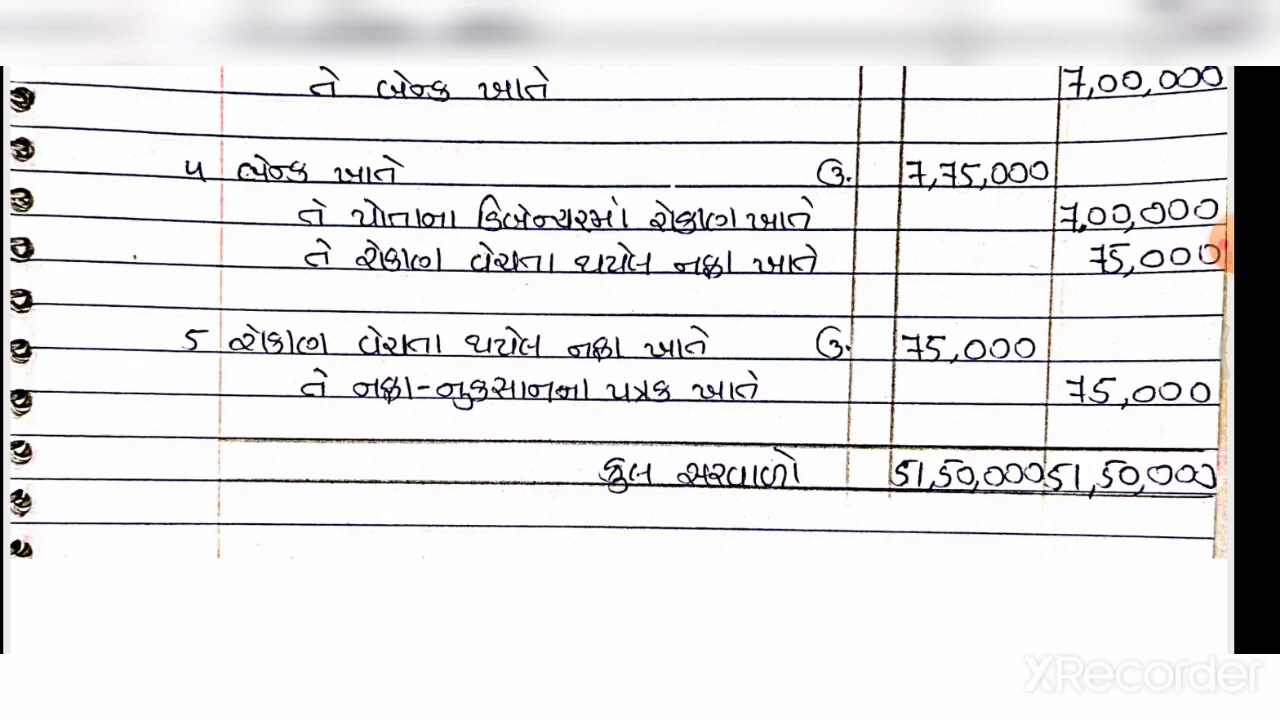 તે બેન્ક ખાતે 7,00,000
૫ બેન્ક ખાતે ઉ. 7,75,000
તે પોતાના ડિબેન્ચરમાં રોકાણ ખાતે 7,00,000
તે રોકાણ વેચતા થયેલ નફા ખાતે 75,000
5 રોકાણ વેચતા થયેલ નફા ખાતે ઉ. 75,000
તે નફા-નુકસાનના પત્રક ખાતે 75,000
કુલ સરવાળો 51,50,000 51,50,000
XRecorder